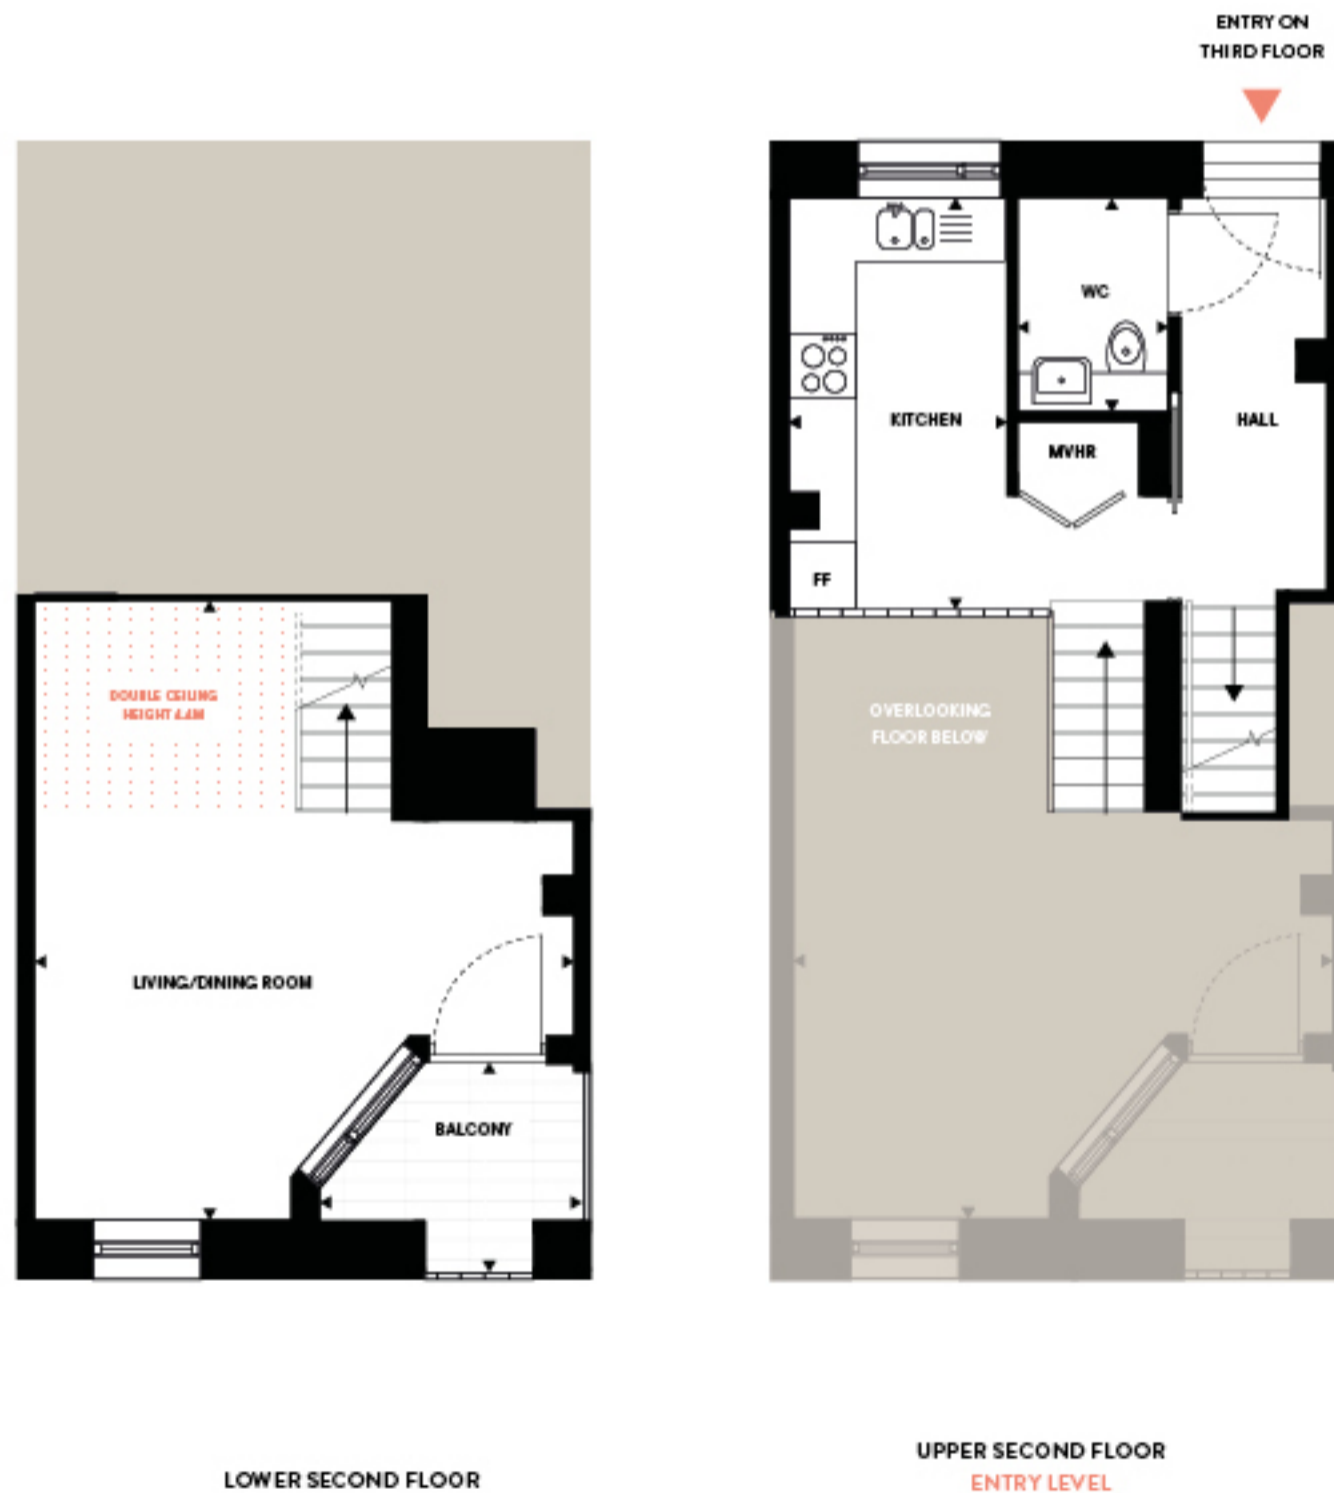 ENTRY ON
THIRD FLOOR
WC
KITCHEN
HALL
MVHR
FF
DOUBLE CEILING
HEIGHT 4.4M
OVERLOOKING
FLOOR BELOW
LIVING/DINING ROOM
BALCONY
LOWER SECOND FLOOR
UPPER SECOND FLOOR
ENTRY LEVEL